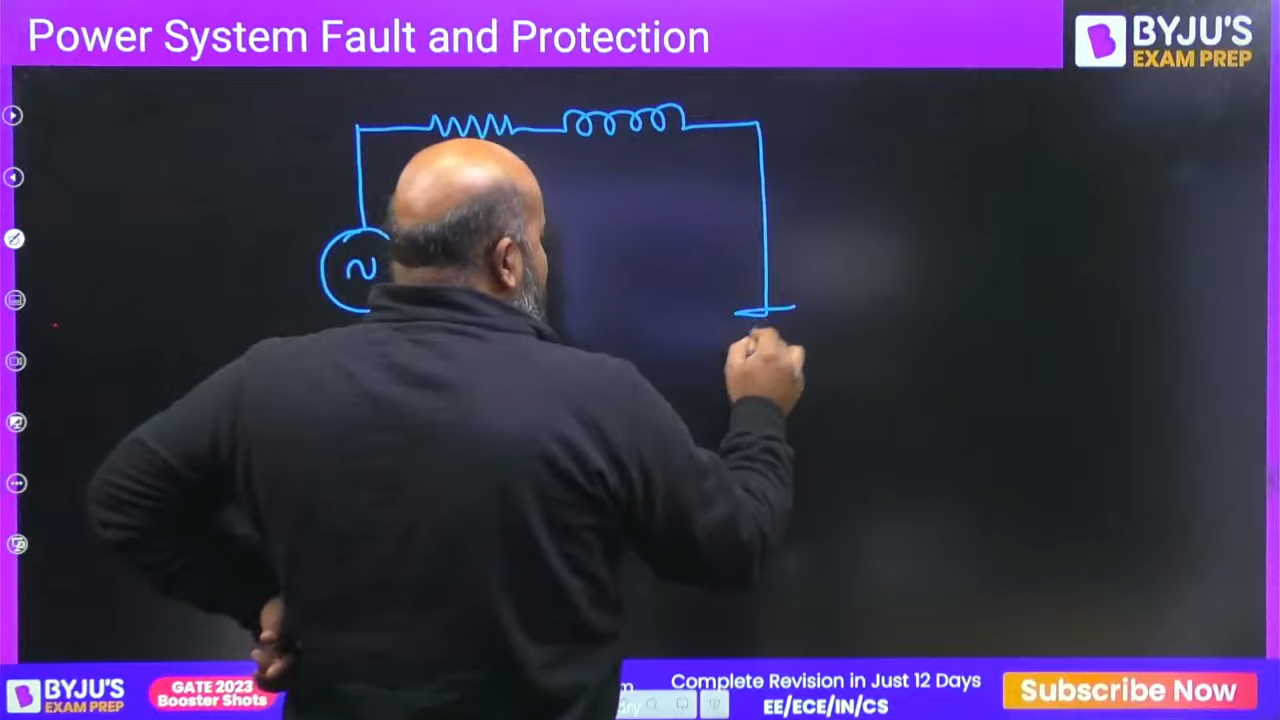 Power System Fault and Protection
BYJU'S
EXAM PREP
BYJU'S
EXAM PREP
GATE 2023
Booster Shots
Complete Revision in Just 12 Days
EE/ECE/IN/CS
Subscribe Now